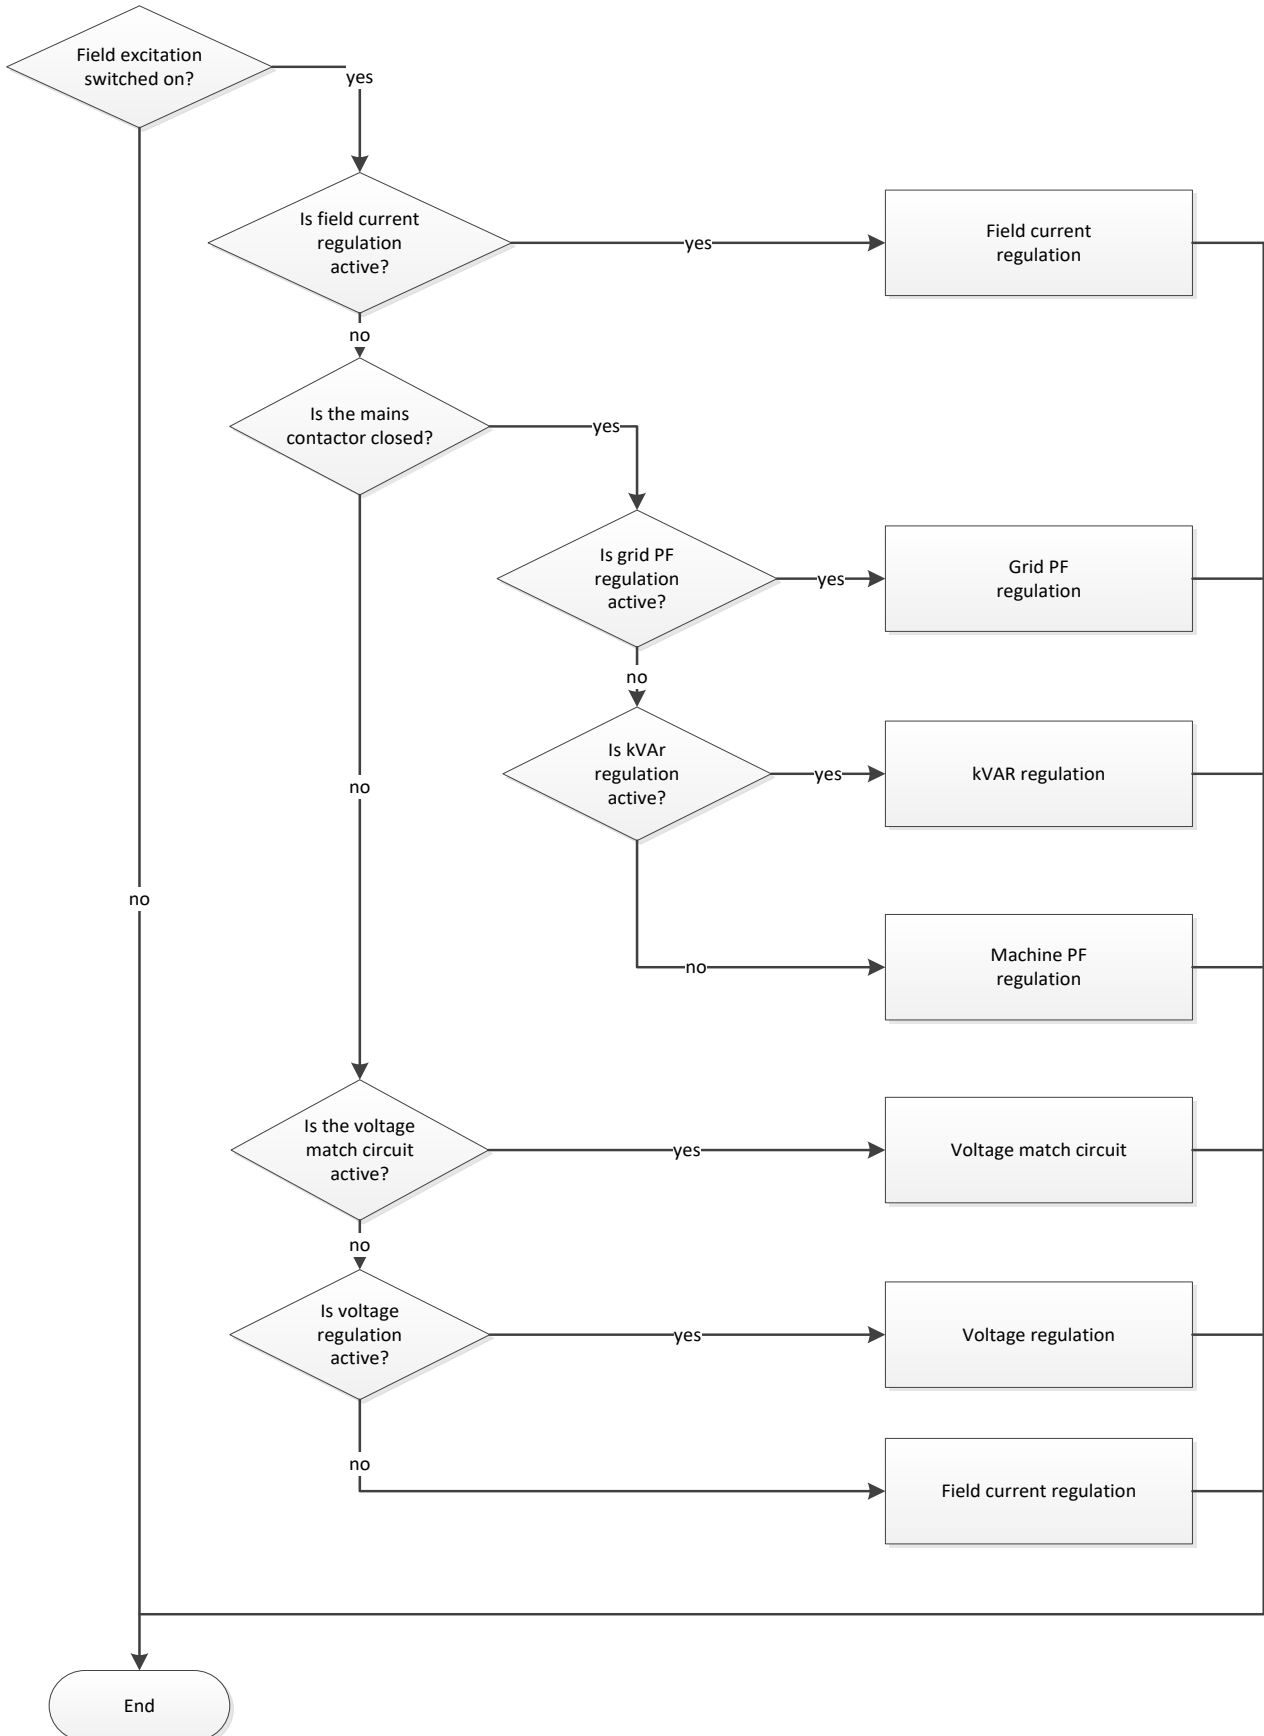 Field excitation
switched on?
yes
Is field current
regulation
active?
yes
Field current
regulation
no
Is the mains
contactor closed?
yes
Is grid PF
regulation
active?
yes
Grid PF
regulation
no
Is kVAr
regulation
active?
yes
kVAR regulation
no
no
no
Machine PF
regulation
Is the voltage
match circuit
active?
yes
Voltage match circuit
no
Is voltage
regulation
active?
yes
Voltage regulation
no
Field current regulation
End